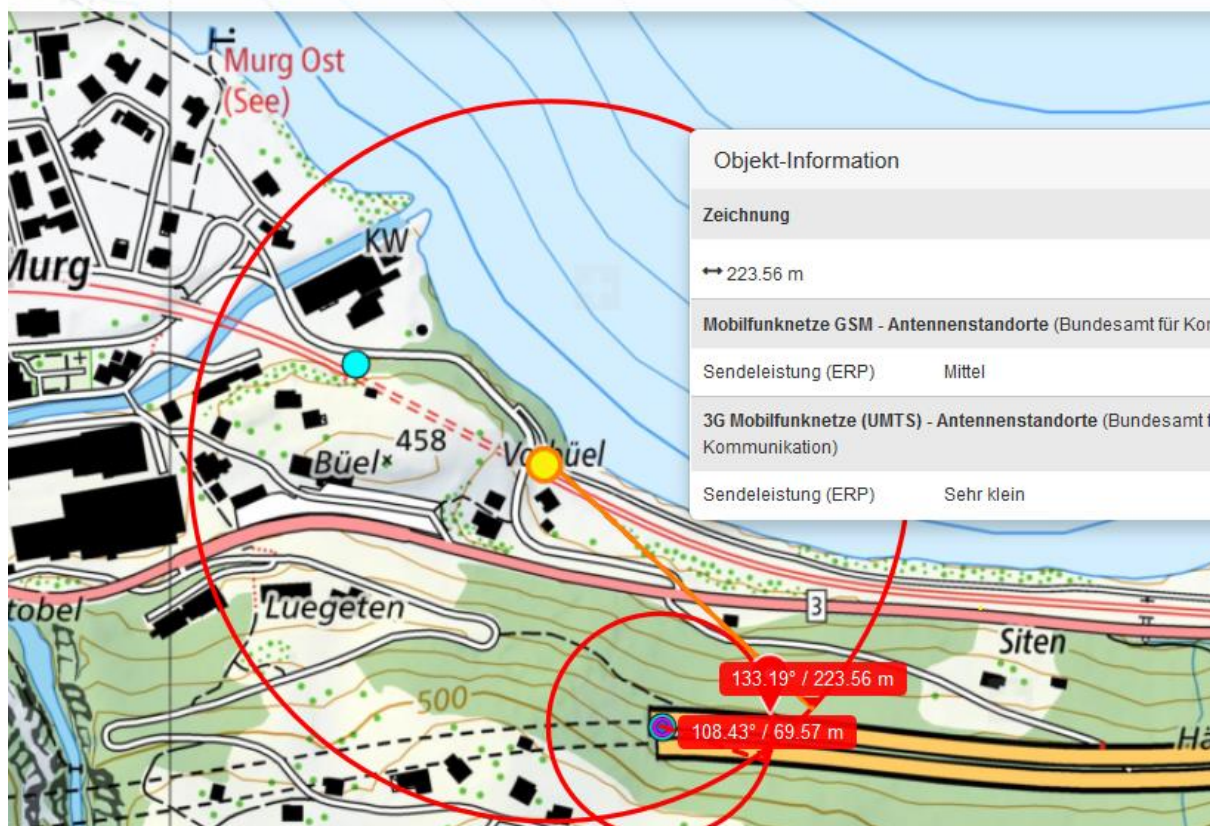 Murg Ost
(See)
Objekt-Information
Zeichnung
223.56 m
Mobilfunknetze GSM - Antennenstandorte (Bundesamt für Kor
Sendeleistung (ERP) Mittel
3G Mobilfunknetze (UMTS) - Antennenstandorte (Bundesamt f
Kommunikation)
Sendeleistung (ERP) Sehr klein
KW
Murg
458
Büel
3
Luegeten
tobel
Siten
133.19° / 223.56 m
500
108.43° / 69.57 m
Hä